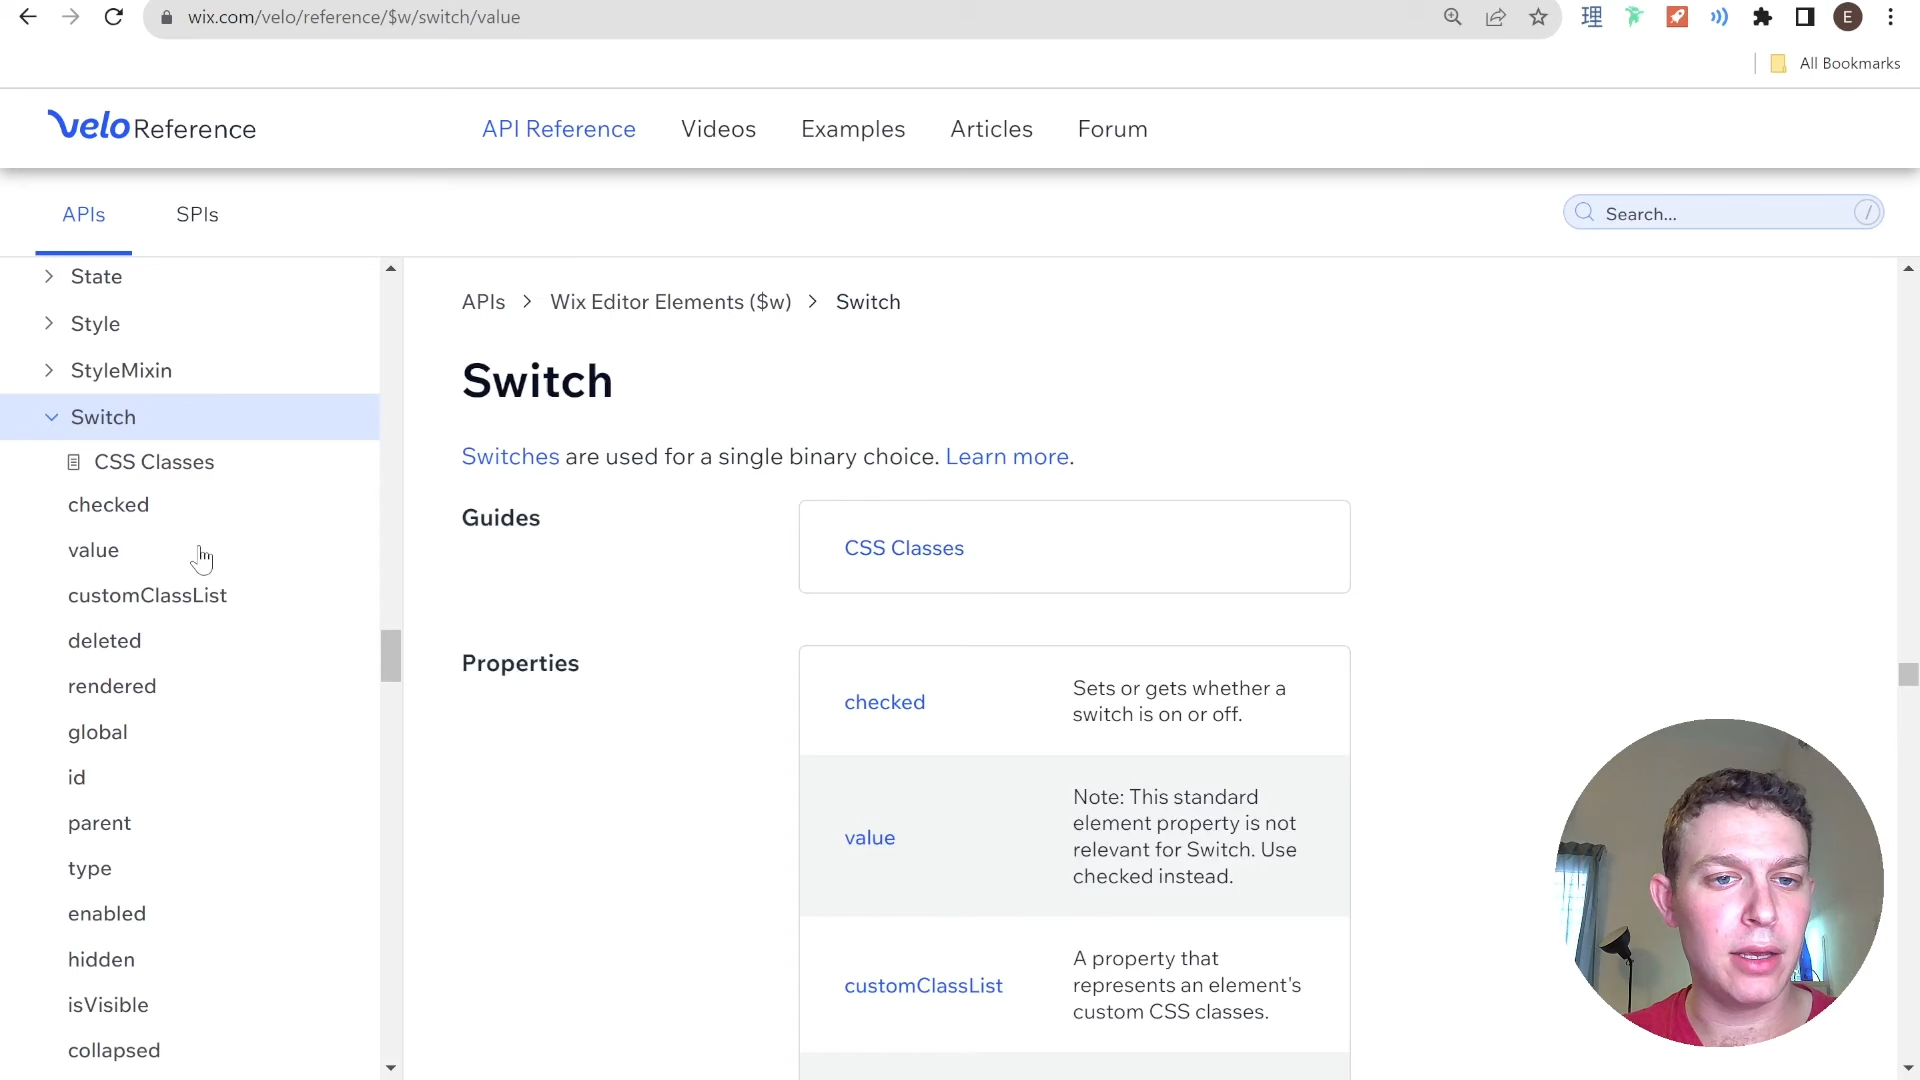 wix.com/velo/reference/$w/switch/value
理
E
All Bookmarks
velo Reference
API Reference
Videos
Examples
Articles
Forum
APIs
SPIs
Search...
/
State
Style
StyleMixin
Switch
CSS Classes
checked
value
customClassList
deleted
rendered
global
id
parent
type
enabled
hidden
isVisible
collapsed
APIs > Wix Editor Elements ($w) > Switch
Switch
Switches are used for a single binary choice. Learn more.
Guides
CSS Classes
Properties
checked
Sets or gets whether a
switch is on or off.
value
Note: This standard
element property is not
relevant for Switch. Use
checked instead.
customClassList
A property that
represents an element's
custom CSS classes.